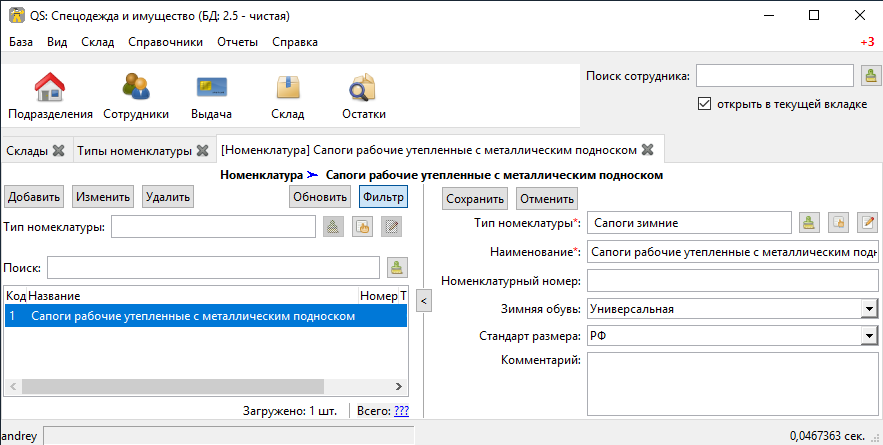 QS: Спецодежда и имущество (БД: 2.5 - чистая)
База Вид Склад Справочники Отчеты Справка +3
Подразделения Сотрудники Выдача Склад Остатки
Поиск сотрудника:
открыть в текущей вкладке
Склады Типы номенклатуры [Номенклатура] Сапоги рабочие утепленные с металлическим подноском
Номенклатура Сапоги рабочие утепленные с металлическим подноском
Добавить Изменить Удалить Обновить Фильтр
Тип номеклатуры:
Поиск:
Код Название Номер Т
1 Сапоги рабочие утепленные с металлическим подноском
Загружено: 1 шт. Всего: ???
<
Сохранить Отменить
Тип номеклатуры*: Сапоги зимние
Наименование*: Сапоги рабочие утепленные с металлическим подн
Номенклатурный номер:
Зимняя обувь: Универсальная
Стандарт размера: РФ
Комментарий:
andrey 0,0467363 сек.